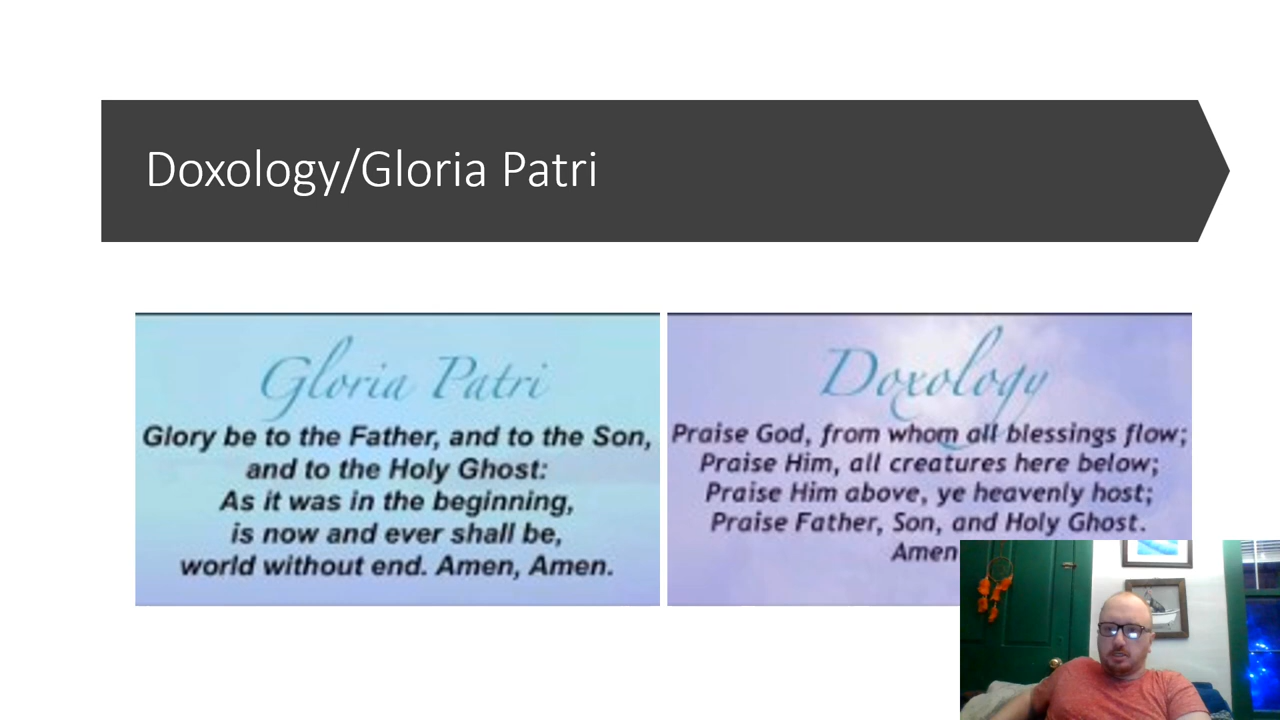 Doxology/Gloria Patri
Gloria Patri
Glory be to the Father, and to the Son,
and to the Holy Ghost:
As it was in the beginning,
is now and ever shall be,
world without end. Amen, Amen.
Doxology
Praise God, from whom all blessings flow;
Praise Him, all creatures here below;
Praise Him above, ye heavenly host;
Praise Father, Son, and Holy Ghost.
Amen